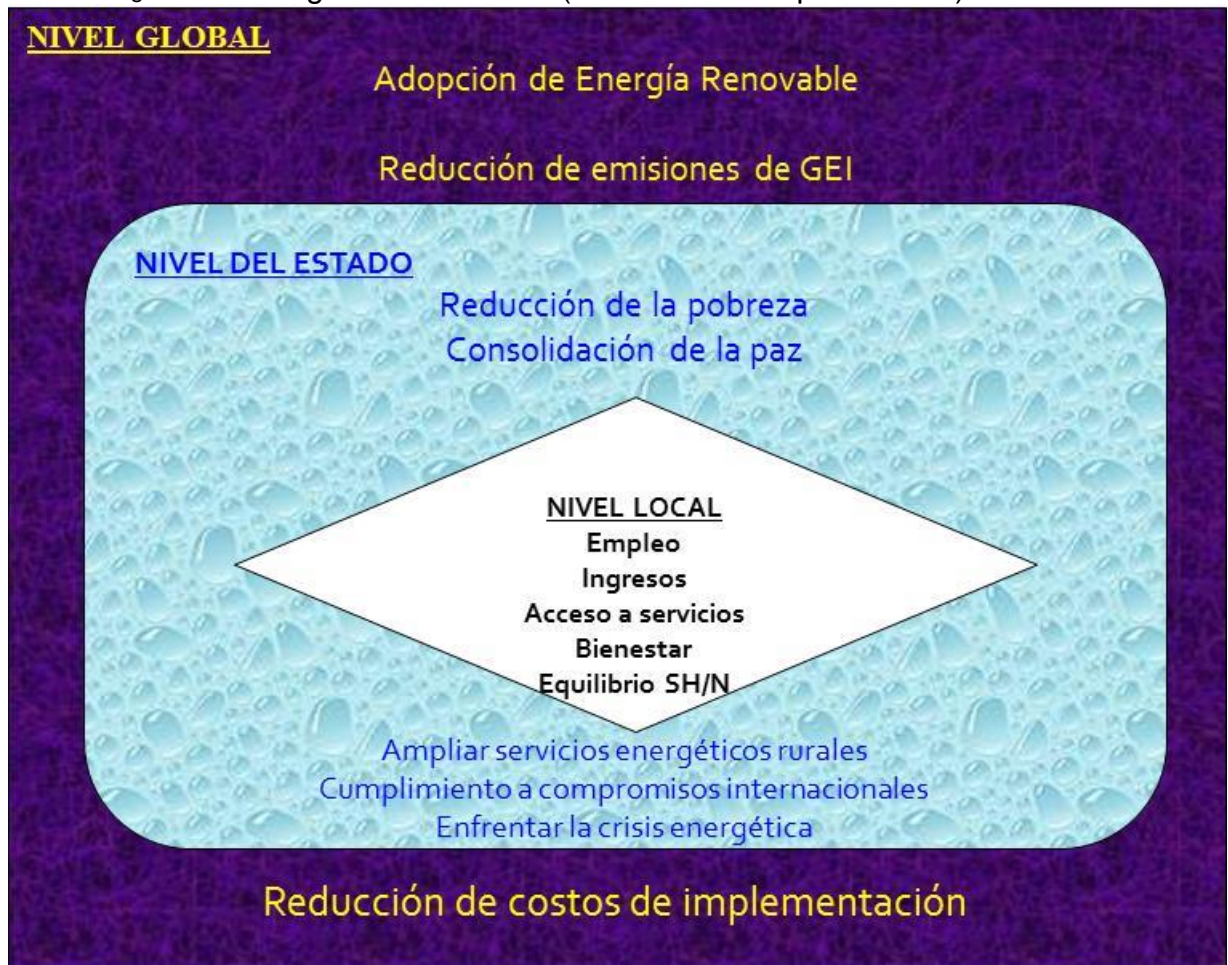 NIVEL GLOBAL
Adopción de Energía Renovable
Reducción de emisiones de GEI
NIVEL DEL ESTADO
Reducción de la pobreza
Consolidación de la paz
NIVEL LOCAL
Empleo
Ingresos
Acceso a servicios
Bienestar
Equilibrio SH/N
Ampliar servicios energéticos rurales
Cumplimiento a compromisos internacionales
Enfrentar la crisis energética
Reducción de costos de implementación